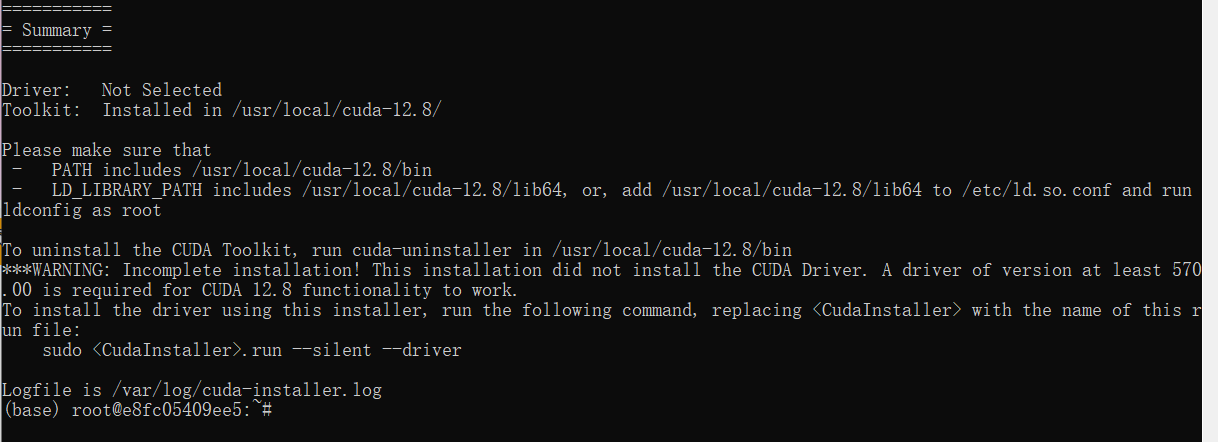 ===========
= Summary =
===========
Driver:   Not Selected
Toolkit:  Installed in /usr/local/cuda-12.8/
Please make sure that
 -   PATH includes /usr/local/cuda-12.8/bin
 -   LD_LIBRARY_PATH includes /usr/local/cuda-12.8/lib64, or, add /usr/local/cuda-12.8/lib64 to /etc/ld.so.conf and run
ldconfig as root
To uninstall the CUDA Toolkit, run cuda-uninstaller in /usr/local/cuda-12.8/bin
***WARNING: Incomplete installation! This installation did not install the CUDA Driver. A driver of version at least 570
.00 is required for CUDA 12.8 functionality to work.
To install the driver using this installer, run the following command, replacing <CudaInstaller> with the name of this r
un file:
    sudo <CudaInstaller>.run --silent --driver
Logfile is /var/log/cuda-installer.log
(base) root@e8fc05409ee5:~#